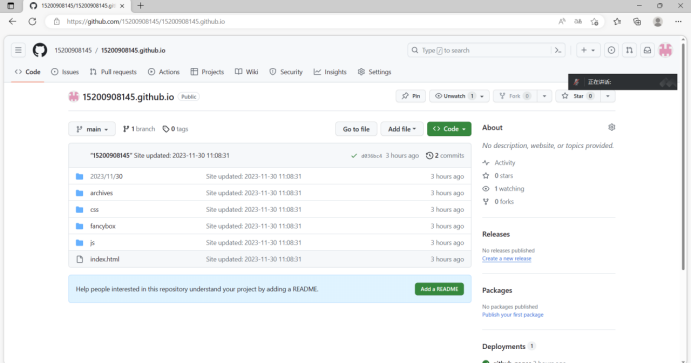 15200908145/15200908145.git
https://github.com/15200908145/15200908145.github.io
15200908145 / 15200908145.github.io
Type / to search
Code Issues Pull requests Actions Projects Wiki Security Insights Settings
正在讲话:
15200908145.github.io Public
Pin Unwatch 1 Fork 0 Star 0
main 1 branch 0 tags Go to file Add file Code
About
No description, website, or topics provided.
"15200908145" Site updated: 2023-11-30 11:08:31 3 hours ago 2 commits
Activity
0 stars
1 watching
0 forks
2023/11/30 Site updated: 2023-11-30 11:08:31 3 hours ago
archives Site updated: 2023-11-30 11:08:31 3 hours ago
css Site updated: 2023-11-30 11:08:31 3 hours ago
fancybox Site updated: 2023-11-30 11:08:31 3 hours ago
js Site updated: 2023-11-30 11:08:31 3 hours ago
index.html Site updated: 2023-11-30 11:08:31 3 hours ago
Releases
No releases published
Create a new release
Help people interested in this repository understand your project by adding a README. Add a README
Packages
No packages published
Publish your first package
Deployments 1